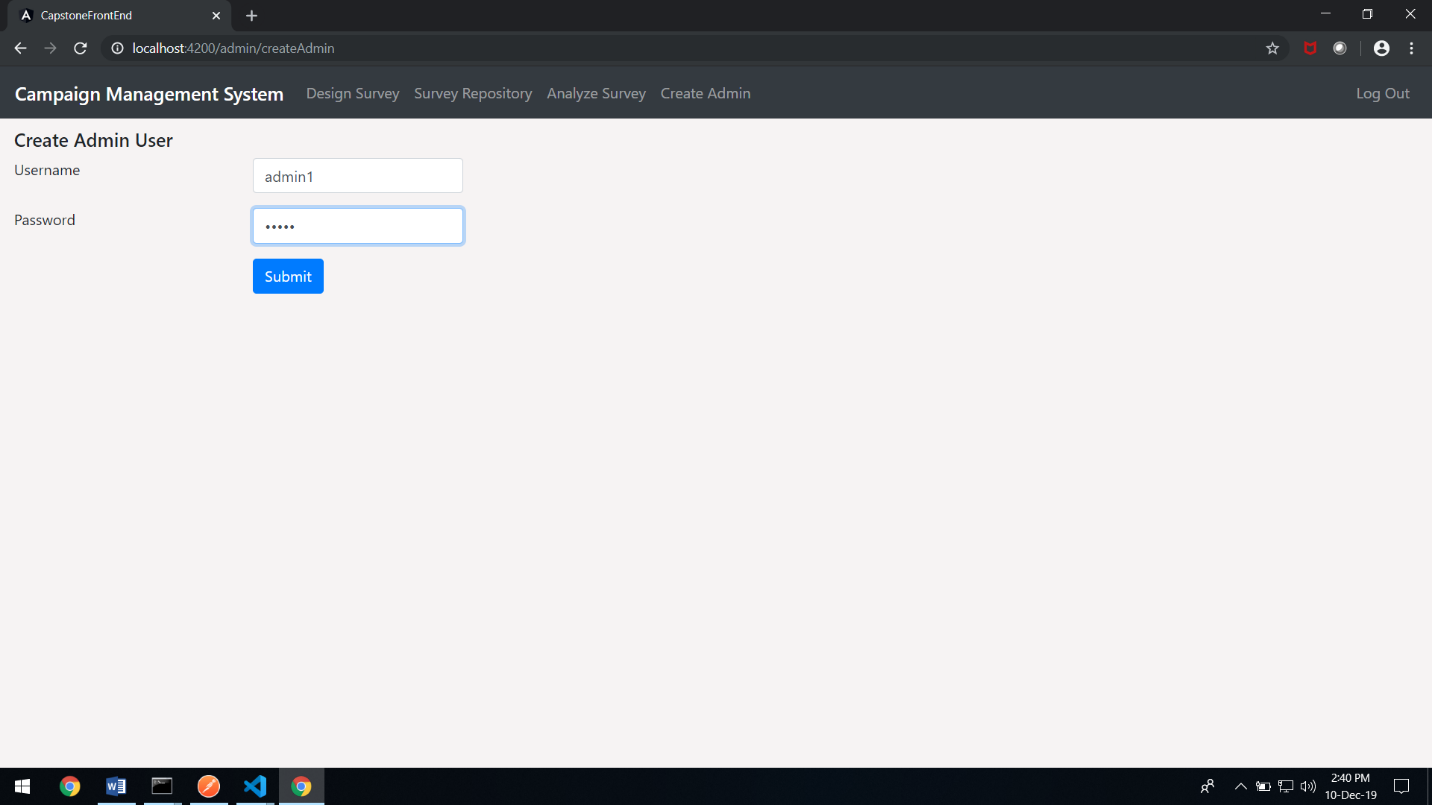 CapstoneFrontEnd
localhost:4200/admin/createAdmin
Campaign Management System Design Survey Survey Repository Analyze Survey Create Admin Log Out
Create Admin User
Username admin1
Password •••••
Submit
2:40 PM
10-Dec-19